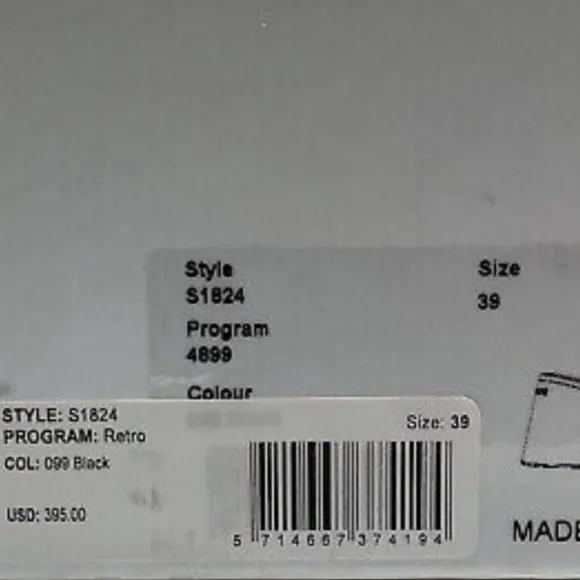 Style
S1824
Size
39
Program
4899
Colour
STYLE: S1824
PROGRAM: Retro
COL: 099 Black
USD: 395.00
Size: 39
5 714667 374194
MADE